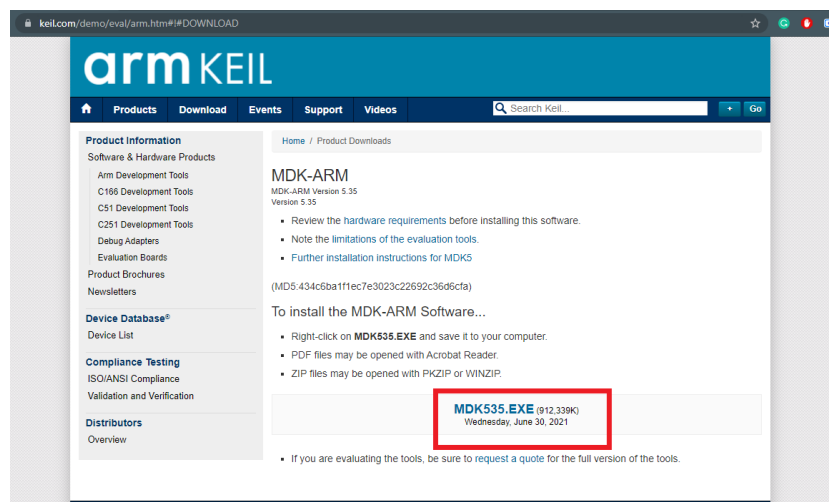 keil.com/demo/eval/arm.htm#!#DOWNLOAD
arm KEIL
Products Download Events Support Videos Search Keil... + Go
Product Information
Software & Hardware Products
Arm Development Tools
C166 Development Tools
C51 Development Tools
C251 Development Tools
Debug Adapters
Evaluation Boards
Product Brochures
Newsletters
Device Database®
Device List
Compliance Testing
ISO/ANSI Compliance
Validation and Verification
Distributors
Overview
Home / Product Downloads
MDK-ARM
MDK-ARM Version 5.35
Version 5.35
Review the hardware requirements before installing this software.
Note the limitations of the evaluation tools.
Further installation instructions for MDK5
(MD5:434c6ba1f1ec7e3023c22692c36d6cfa)
To install the MDK-ARM Software...
Right-click on MDK535.EXE and save it to your computer.
PDF files may be opened with Acrobat Reader.
ZIP files may be opened with PKZIP or WINZIP.
MDK535.EXE (912,339K)
Wednesday, June 30, 2021
If you are evaluating the tools, be sure to request a quote for the full version of the tools.